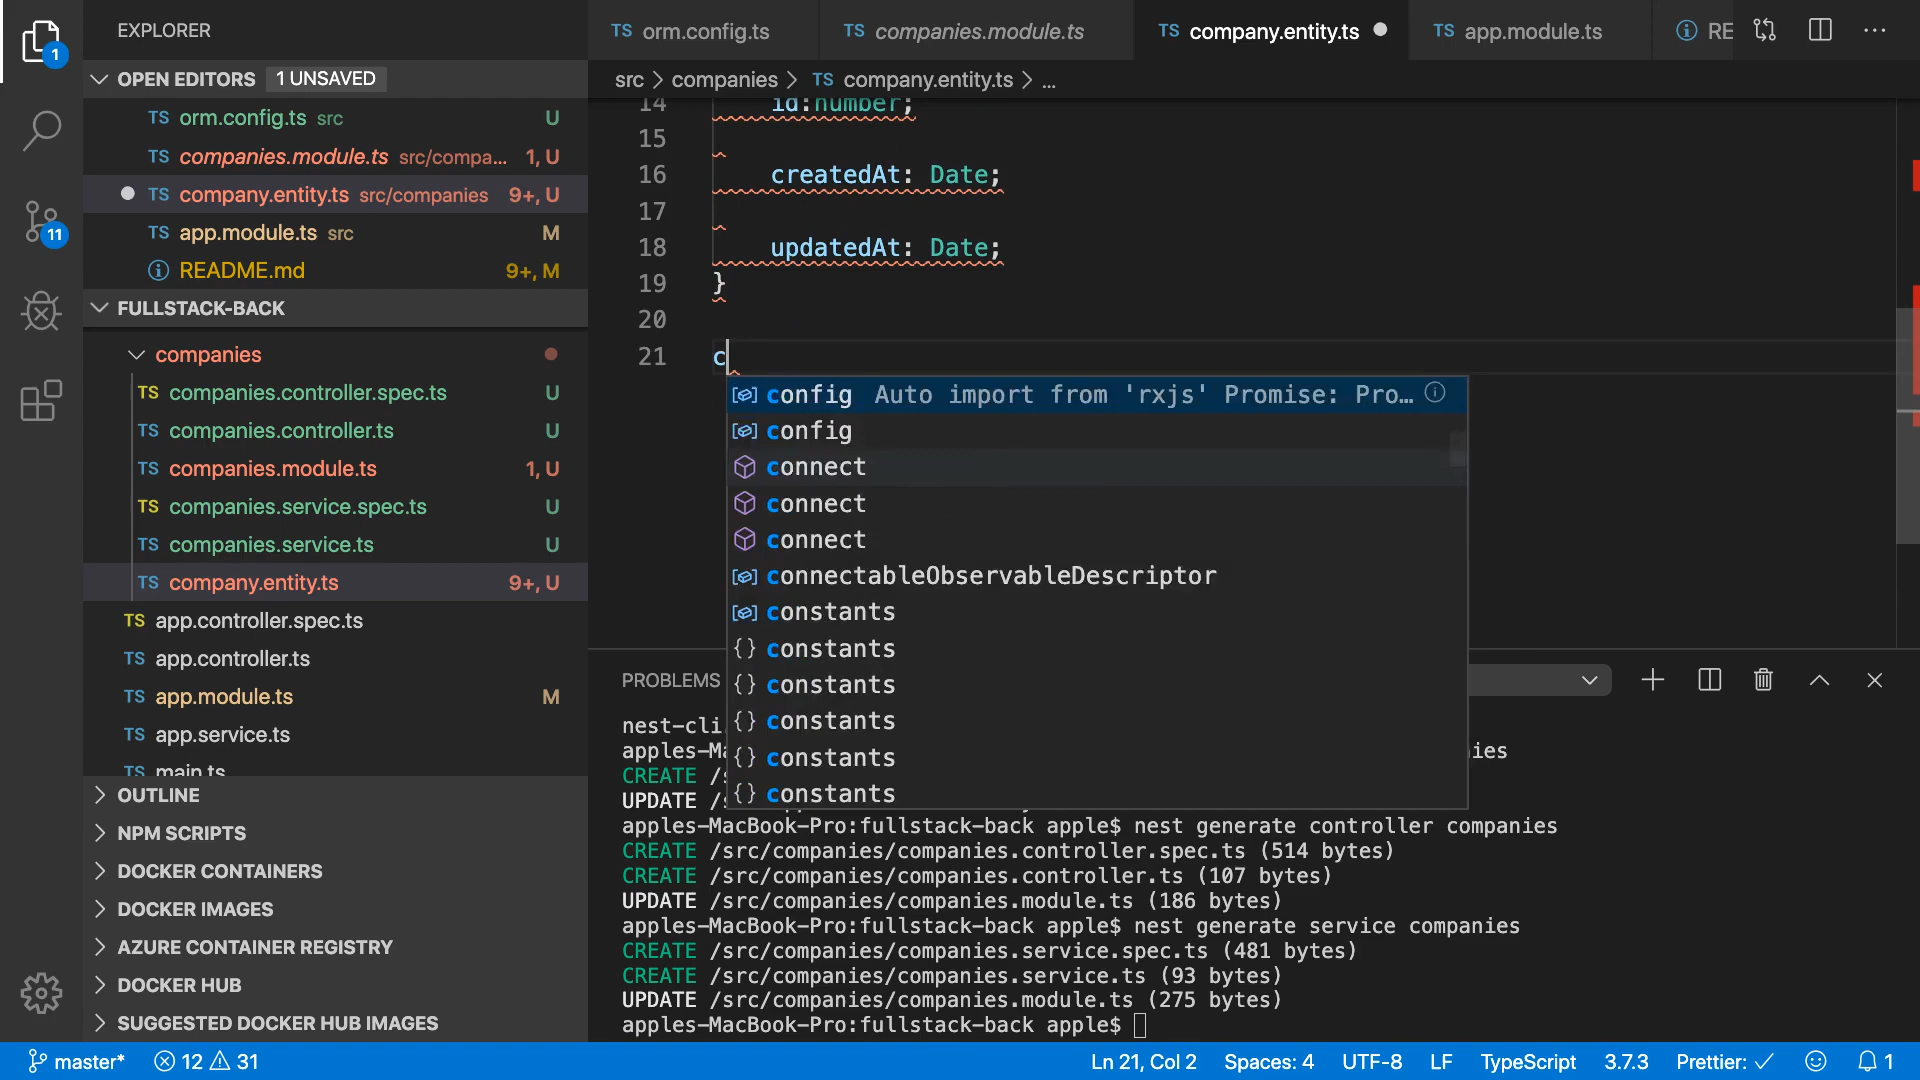 1
11
EXPLORER
OPEN EDITORS 1 UNSAVED
TS orm.config.ts src U
TS companies.module.ts src/compa... 1, U
TS company.entity.ts src/companies 9+, U
TS app.module.ts src M
README.md 9+, M
FULLSTACK-BACK
companies
TS companies.controller.spec.ts U
TS companies.controller.ts U
TS companies.module.ts 1, U
TS companies.service.spec.ts U
TS companies.service.ts U
TS company.entity.ts 9+, U
TS app.controller.spec.ts
TS app.controller.ts
TS app.module.ts M
TS app.service.ts
TS main.ts
OUTLINE
NPM SCRIPTS
DOCKER CONTAINERS
DOCKER IMAGES
AZURE CONTAINER REGISTRY
DOCKER HUB
SUGGESTED DOCKER HUB IMAGES
TS orm.config.ts TS companies.module.ts TS company.entity.ts TS app.module.ts RE ...
src > companies > TS company.entity.ts > ...
14 id:number;
15
16 createdAt: Date;
17
18 updatedAt: Date;
19 }
20
21 c
config Auto import from 'rxjs' Promise: Pro...
config
connect
connect
connect
connectableObservableDescriptor
constants
{} constants
{} constants
{} constants
{} constants
{} constants
PROBLEMS
nest-cli
apples-Ma ies
CREATE /s
UPDATE /s
apples-MacBook-Pro:fullstack-back apple$ nest generate controller companies
CREATE /src/companies/companies.controller.spec.ts (514 bytes)
CREATE /src/companies/companies.controller.ts (107 bytes)
UPDATE /src/companies/companies.module.ts (186 bytes)
apples-MacBook-Pro:fullstack-back apple$ nest generate service companies
CREATE /src/companies/companies.service.spec.ts (481 bytes)
CREATE /src/companies/companies.service.ts (93 bytes)
UPDATE /src/companies/companies.module.ts (275 bytes)
apples-MacBook-Pro:fullstack-back apple$
master* 12 31 Ln 21, Col 2 Spaces: 4 UTF-8 LF TypeScript 3.7.3 Prettier: ✓ 1